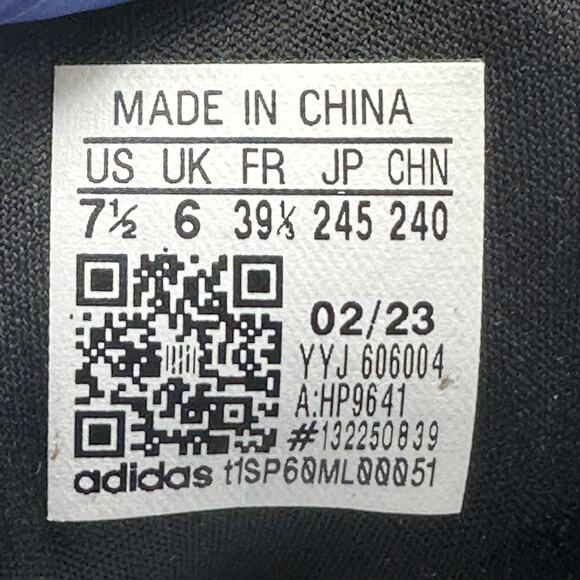 MADE IN CHINA
US UK FR JP CHN
7½ 6 39⅓ 245 240
02/23
YYJ 606004
A:HP9641
#132250839
adidas t1SP60ML00051